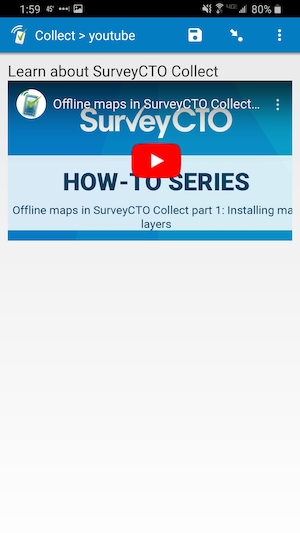 1:59 45° 80%
Collect > youtube
Learn about SurveyCTO Collect
Offline maps in SurveyCTO Collect...
SurveyCTO
HOW-TO SERIES
Offline maps in SurveyCTO Collect part 1: Installing ma
layers